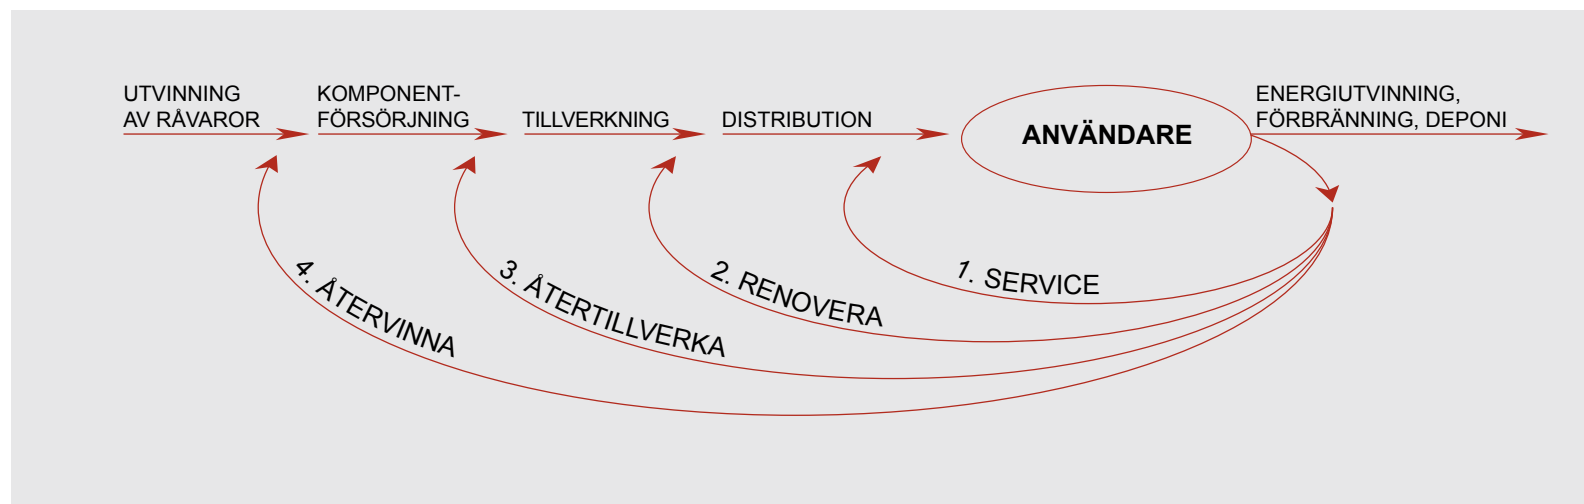 UTVINNING
AV RÅVAROR
KOMPONENT-
FÖRSÖRJNING
TILLVERKNING
DISTRIBUTION
ANVÄNDARE
ENERGIUTVINNING,
FÖRBRÄNNING, DEPONI
4. ÅTERVINNA
3. ÅTERTILLVERKA
2. RENOVERA
1. SERVICE